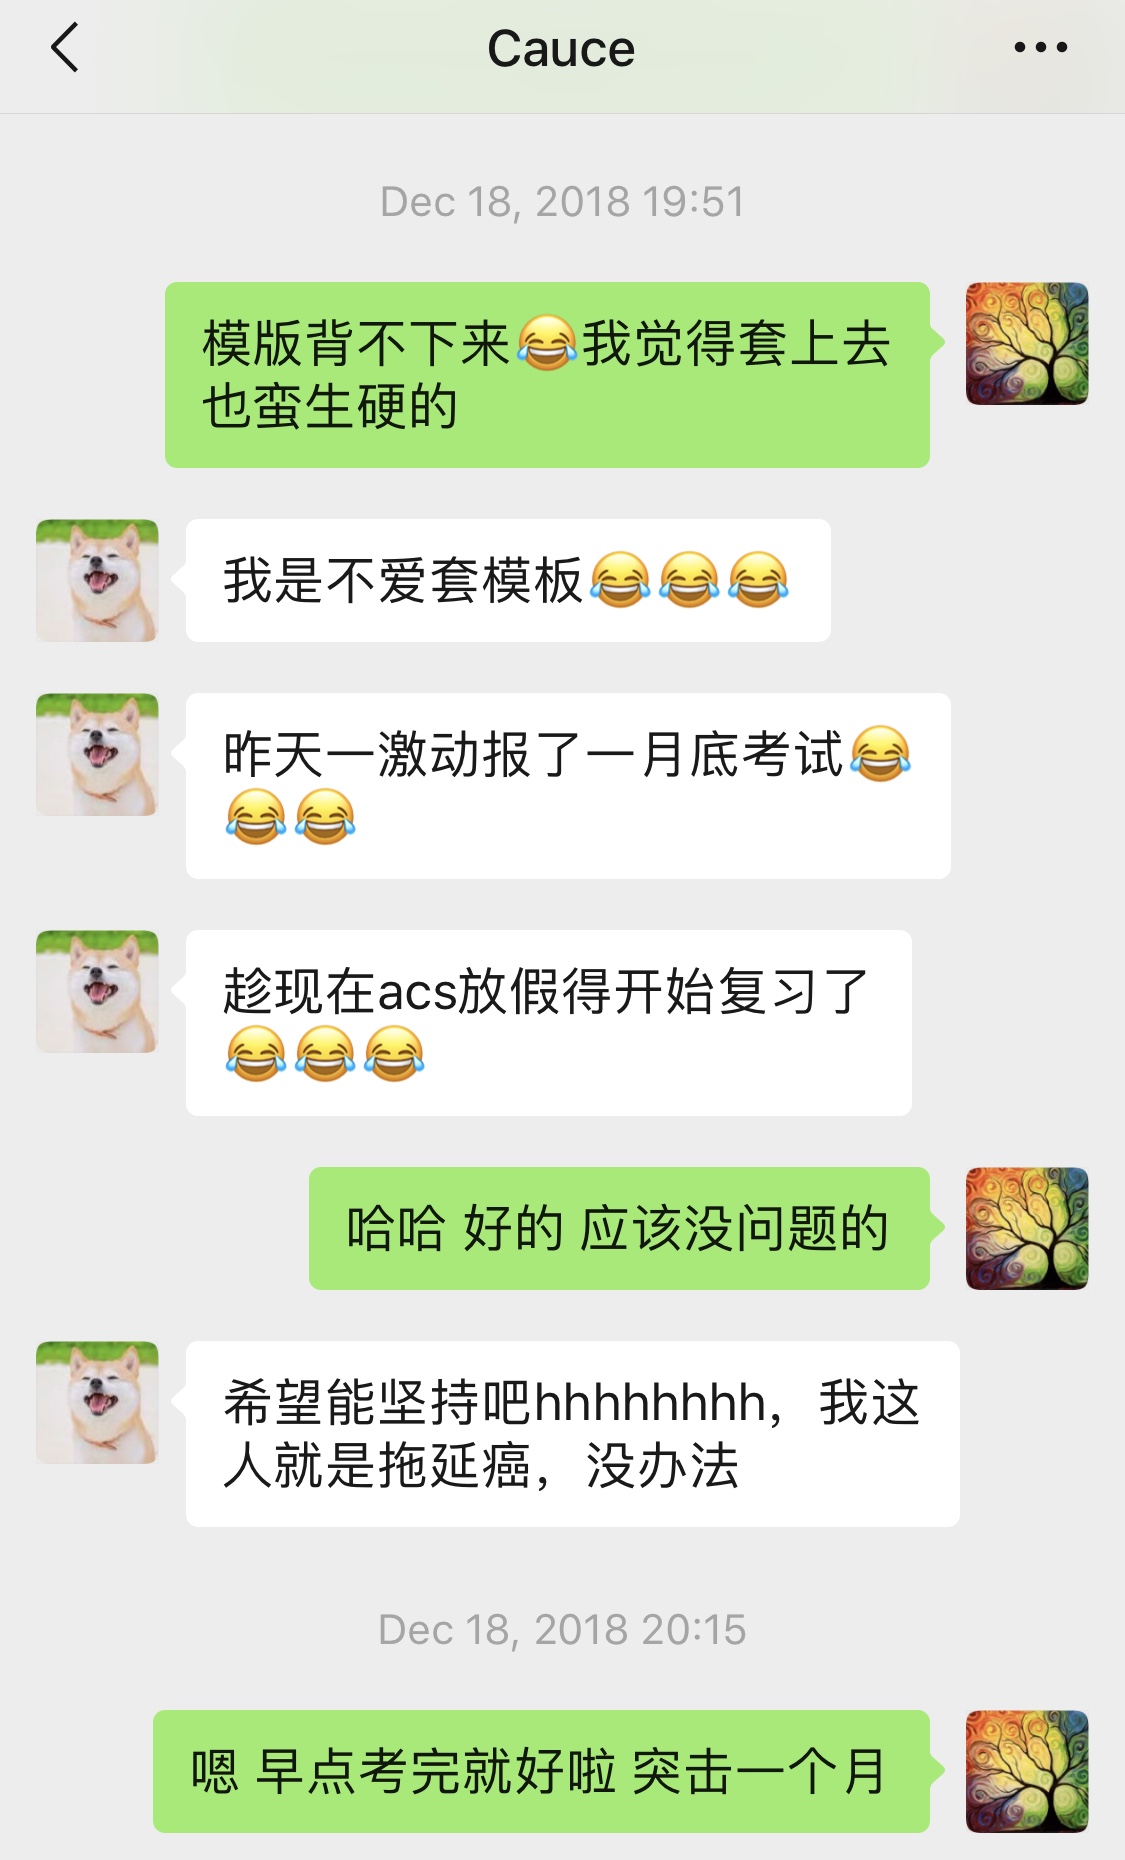 Cauce
Dec 18, 2018 19:51
模版背不下来😂我觉得套上去
也蛮生硬的
我是不爱套模板😂😂😂
昨天一激动报了一月底考试😂
😂😂
趁现在acs放假得开始复习了
😂😂😂
哈哈 好的 应该没问题的
希望能坚持吧hhhhhhhh，我这
人就是拖延癌，没办法
Dec 18, 2018 20:15
嗯 早点考完就好啦 突击一个月